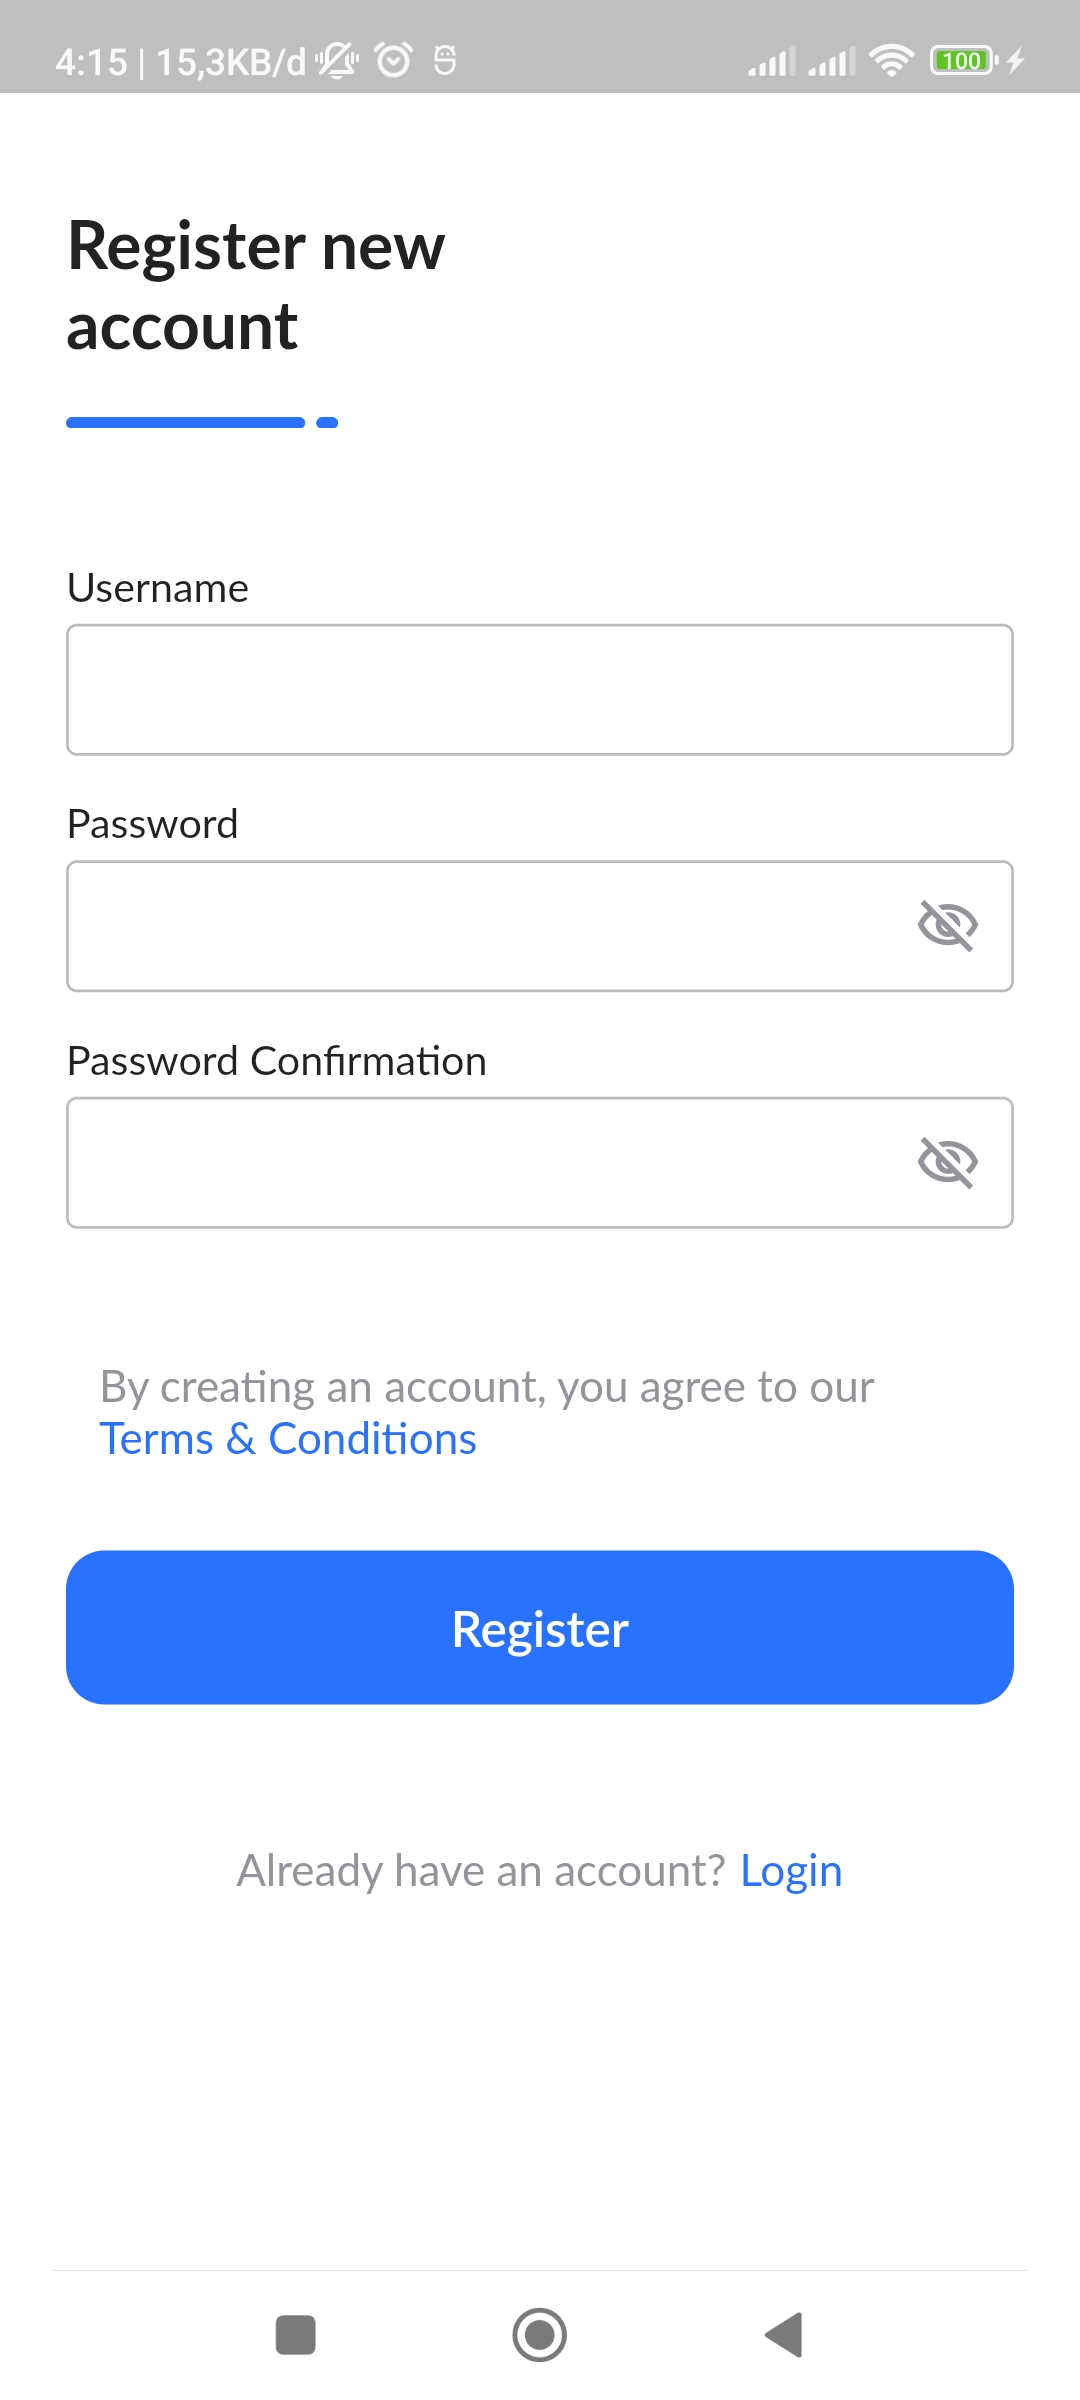 4:15 | 15,3KB/d
100
Register new
account
Username
Password
Password Confirmation
By creating an account, you agree to our
Terms & Conditions
Register
Already have an account? Login